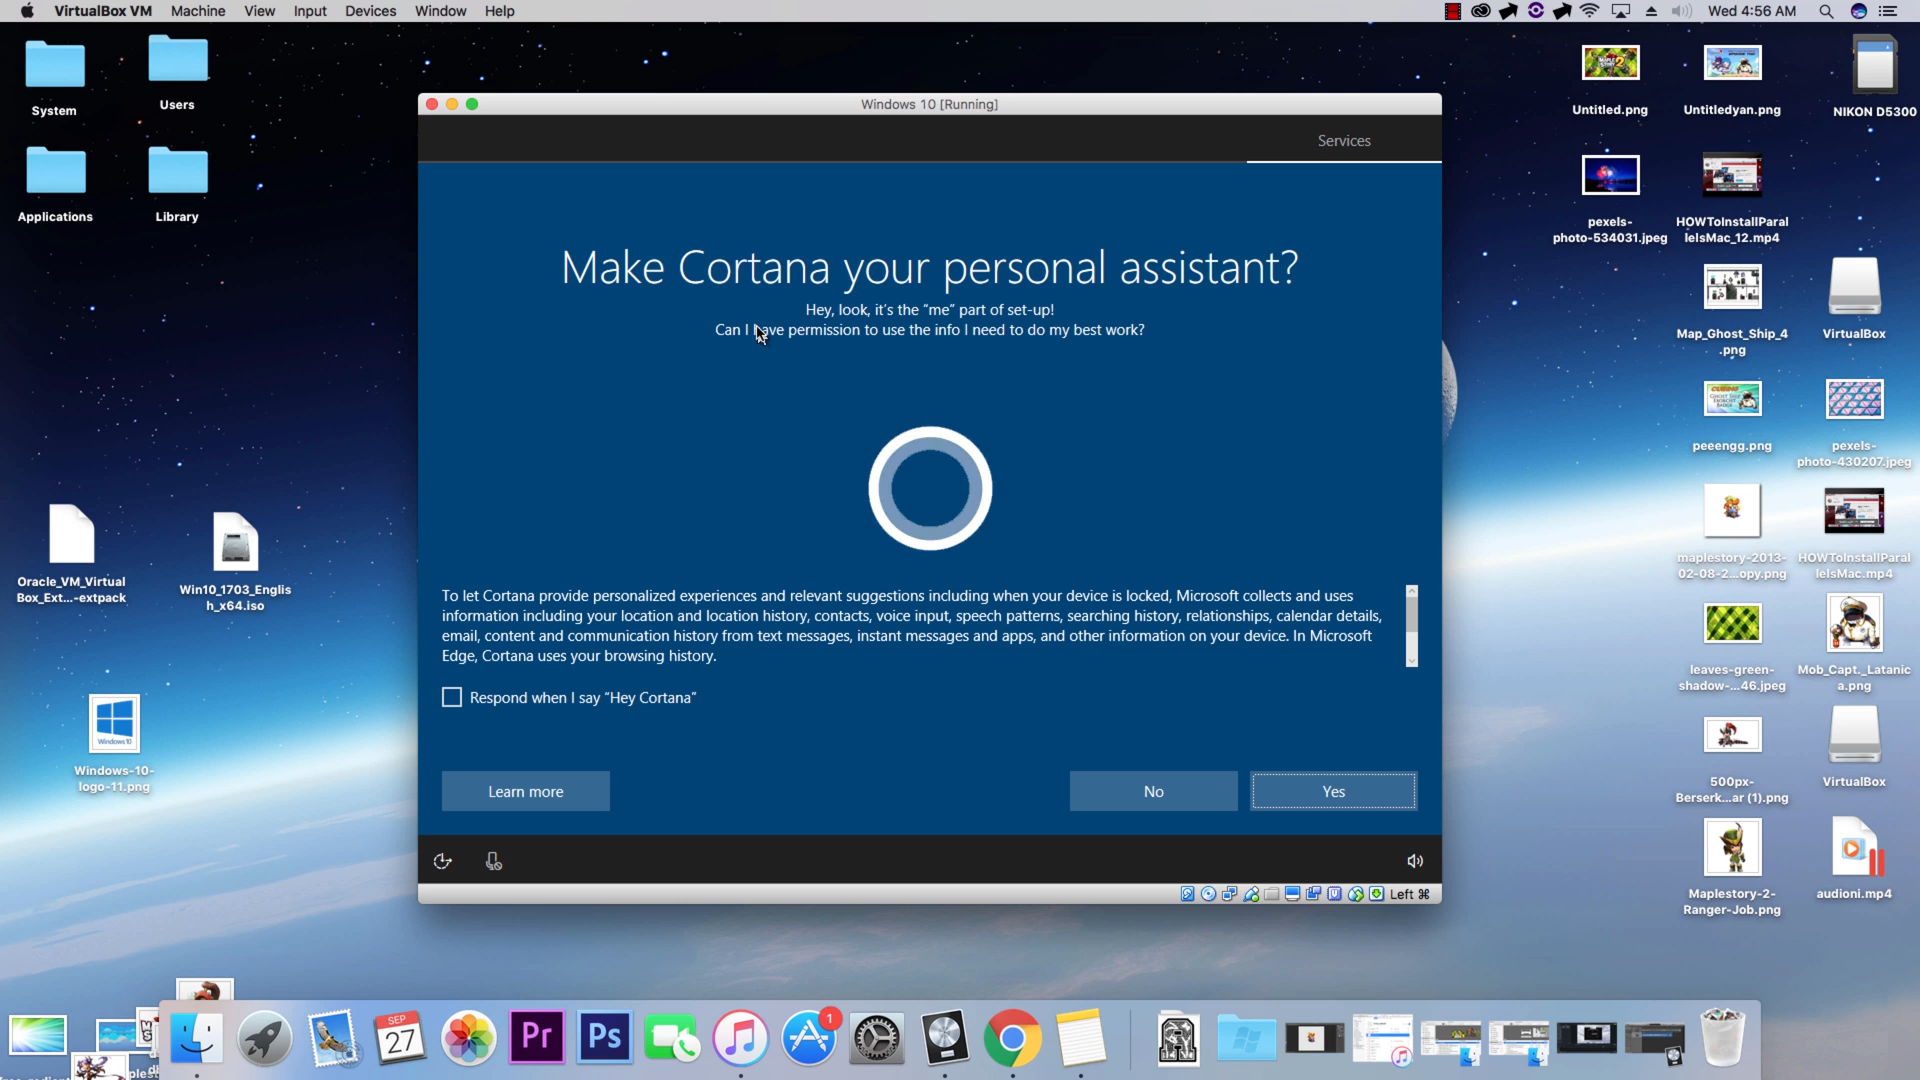 VirtualBox VM Machine View Input Devices Window Help
Wed 4:56 AM
System
Users
Applications
Library
Oracle_VM_Virtual
Box_Ext...-extpack
Win10_1703_Englis
h_x64.iso
Windows 10
Windows-10-
logo-11.png
Windows 10 [Running]
Services
Make Cortana your personal assistant?
Hey, look, it's the "me" part of set-up!
Can I have permission to use the info I need to do my best work?
To let Cortana provide personalized experiences and relevant suggestions including when your device is locked, Microsoft collects and uses
information including your location and location history, contacts, voice input, speech patterns, searching history, relationships, calendar details,
email, content and communication history from text messages, instant messages and apps, and other information on your device. In Microsoft
Edge, Cortana uses your browsing history.
Respond when I say “Hey Cortana”
Learn more
No
Yes
Left ⌘
Untitled.png
Untitledyan.png
NIKON D5300
pexels-
photo-534031.jpeg
HOWToInstallParal
lelsMac_12.mp4
Map_Ghost_Ship_4
.png
VirtualBox
peeengg.png
pexels-
photo-430207.jpeg
maplestory-2013-
02-08-2...opy.png
HOWToInstallParal
lelsMac.mp4
leaves-green-
shadow-...46.jpeg
Mob_Capt._Latanic
a.png
500px-
Berserk...ar (1).png
VirtualBox
Maplestory-2-
Ranger-Job.png
audioni.mp4
SEP
27
Pr
Ps
1